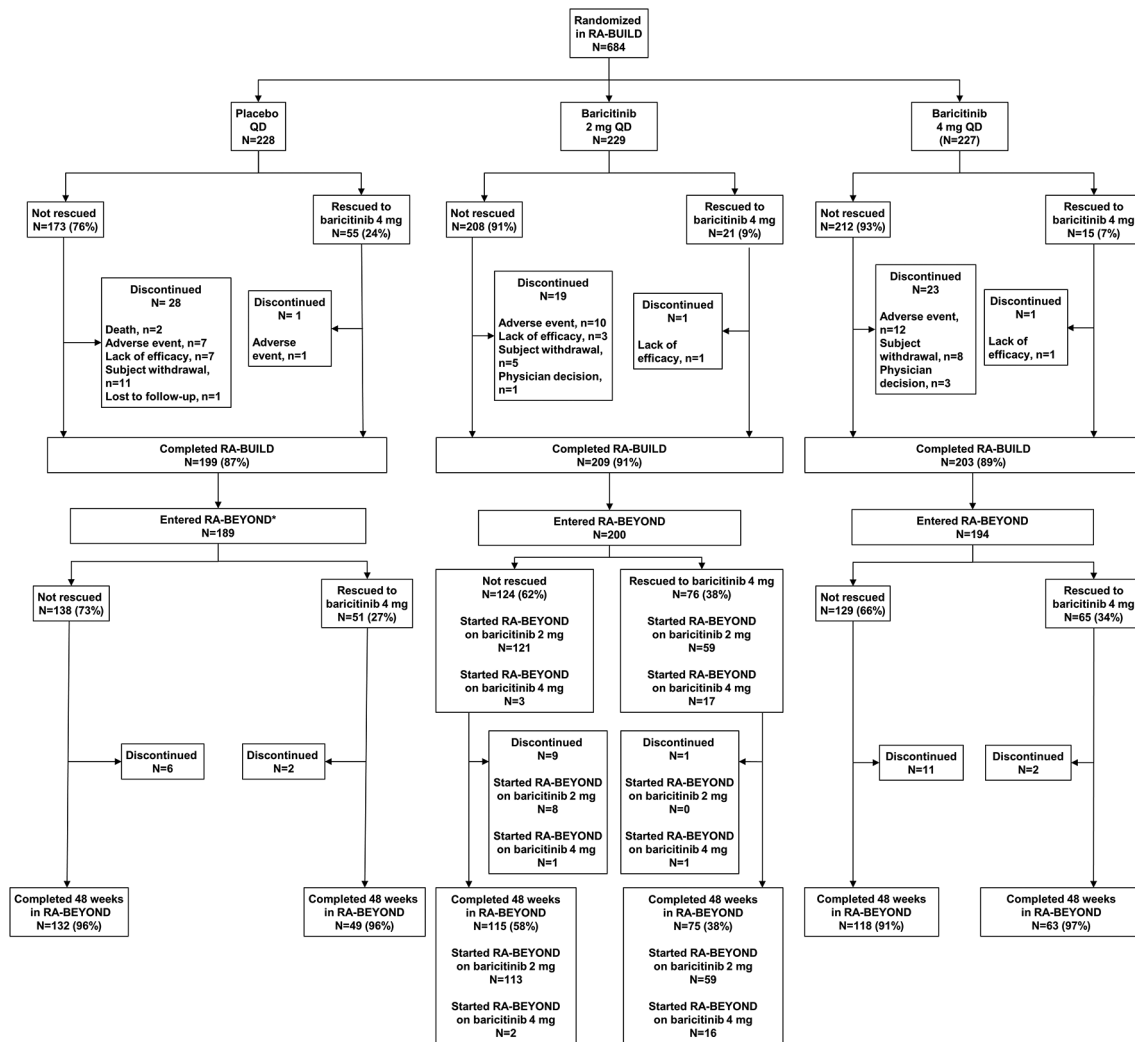 Randomized
in RA-BUILD
N=684
Placebo
QD
N=228
Baricitinib
2 mg QD
N=229
Baricitinib
4 mg QD
(N=227)
Not rescued
N=173 (76%)
Rescued to
baricitinib 4 mg
N=55 (24%)
Not rescued
N=208 (91%)
Rescued to
baricitinib 4 mg
N=21 (9%)
Not rescued
N=212 (93%)
Rescued to
baricitinib 4 mg
N=15 (7%)
Discontinued
N= 28
Death, n=2
Adverse event, n=7
Lack of efficacy, n=7
Subject withdrawal,
n=11
Lost to follow-up, n=1
Discontinued
N= 1
Adverse
event, n=1
Discontinued
N=19
Adverse event, n=10
Lack of efficacy, n=3
Subject withdrawal,
n=5
Physician decision,
n=1
Discontinued
N=1
Lack of
efficacy, n=1
Discontinued
N=23
Adverse event,
n=12
Subject
withdrawal, n=8
Physician
decision, n=3
Discontinued
N=1
Lack of
efficacy, n=1
Completed RA-BUILD
N=199 (87%)
Completed RA-BUILD
N=209 (91%)
Completed RA-BUILD
N=203 (89%)
Entered RA-BEYOND*
N=189
Entered RA-BEYOND
N=200
Entered RA-BEYOND
N=194
Not rescued
N=138 (73%)
Rescued to
baricitinib 4 mg
N=51 (27%)
Not rescued
N=124 (62%)
Started RA-BEYOND
on baricitinib 2 mg
N=121
Started RA-BEYOND
on baricitinib 4 mg
N=3
Rescued to baricitinib 4 mg
N=76 (38%)
Started RA-BEYOND
on baricitinib 2 mg
N=59
Started RA-BEYOND
on baricitinib 4 mg
N=17
Not rescued
N=129 (66%)
Rescued to
baricitinib 4 mg
N=65 (34%)
Discontinued
N=6
Discontinued
N=2
Discontinued
N=9
Started RA-BEYOND
on baricitinib 2 mg
N=8
Started RA-BEYOND
on baricitinib 4 mg
N=1
Discontinued
N=1
Started RA-BEYOND
on baricitinib 2 mg
N=0
Started RA-BEYOND
on baricitinib 4 mg
N=1
Discontinued
N=11
Discontinued
N=2
Completed 48 weeks
in RA-BEYOND
N=132 (96%)
Completed 48 weeks
in RA-BEYOND
N=49 (96%)
Completed 48 weeks
in RA-BEYOND
N=115 (58%)
Started RA-BEYOND
on baricitinib 2 mg
N=113
Started RA-BEYOND
on baricitinib 4 mg
N=2
Completed 48 weeks
in RA-BEYOND
N=75 (38%)
Started RA-BEYOND
on baricitinib 2 mg
N=59
Started RA-BEYOND
on baricitinib 4 mg
N=16
Completed 48 weeks
in RA-BEYOND
N=118 (91%)
Completed 48 weeks
in RA-BEYOND
N=63 (97%)